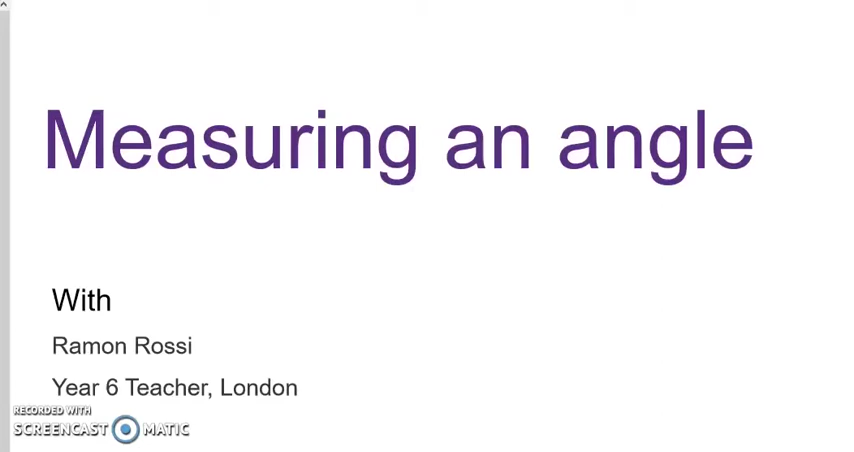 Measuring an angle
With
Ramon Rossi
Year 6 Teacher, London
RECORDED WITH
SCREENCAST MATIC